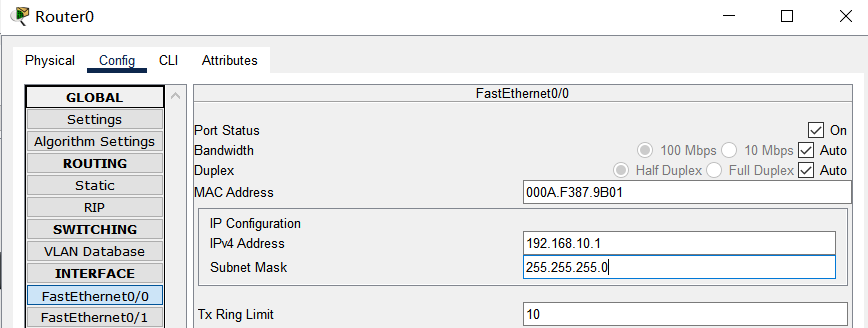 Router0
Physical Config CLI Attributes
GLOBAL
Settings
Algorithm Settings
ROUTING
Static
RIP
SWITCHING
VLAN Database
INTERFACE
FastEthernet0/0
FastEthernet0/1
FastEthernet0/0
Port Status On
Bandwidth 100 Mbps 10 Mbps Auto
Duplex Half Duplex Full Duplex Auto
MAC Address 000A.F387.9B01
IP Configuration
IPv4 Address 192.168.10.1
Subnet Mask 255.255.255.0
Tx Ring Limit 10